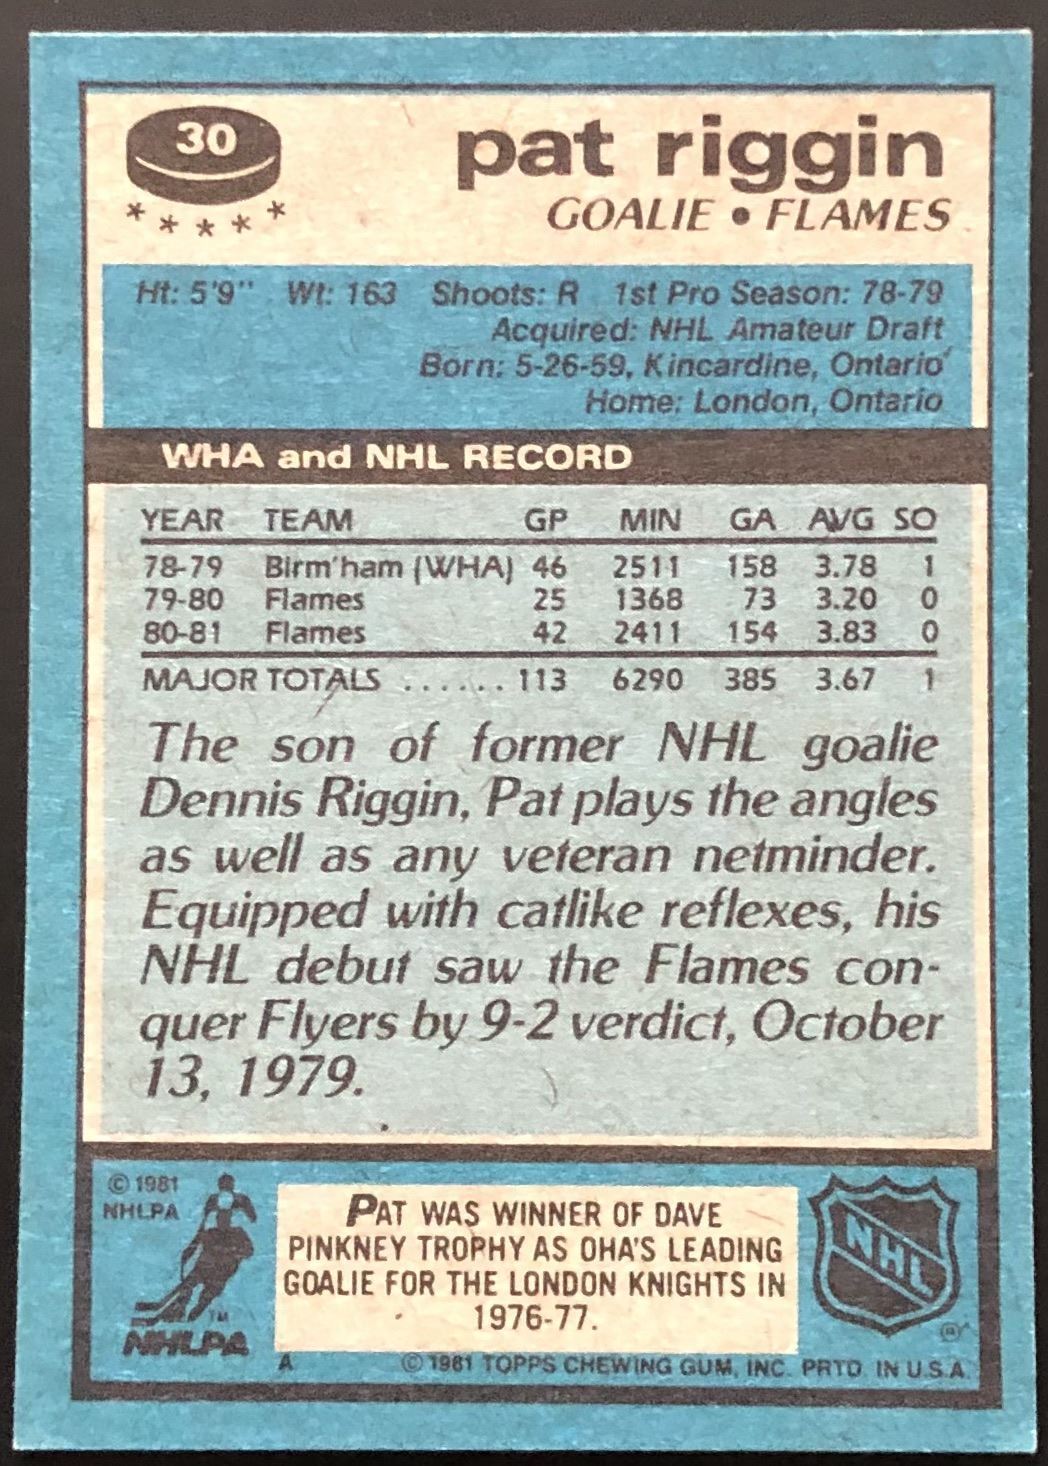 30
pat riggin
GOALIE • FLAMES
* * * * *
Ht: 5'9" Wt: 163 Shoots: R 1st Pro Season: 78-79
Acquired: NHL Amateur Draft
Born: 5-26-59, Kincardine, Ontario
Home: London, Ontario
WHA and NHL RECORD
YEAR TEAM GP MIN GA AVG SO
78-79 Birm'ham (WHA) 46 2511 158 3.78 1
79-80 Flames 25 1368 73 3.20 0
80-81 Flames 42 2411 154 3.83 0
MAJOR TOTALS ...... 113 6290 385 3.67 1
The son of former NHL goalie
Dennis Riggin, Pat plays the angles
as well as any veteran netminder.
Equipped with catlike reflexes, his
NHL debut saw the Flames con-
quer Flyers by 9-2 verdict, October
13, 1979.
© 1981
NHLPA
TM
NHLPA
PAT WAS WINNER OF DAVE
PINKNEY TROPHY AS OHA'S LEADING
GOALIE FOR THE LONDON KNIGHTS IN
1976-77.
NHL
®
A © 1981 TOPPS CHEWING GUM, INC. PRTD IN U.S.A.